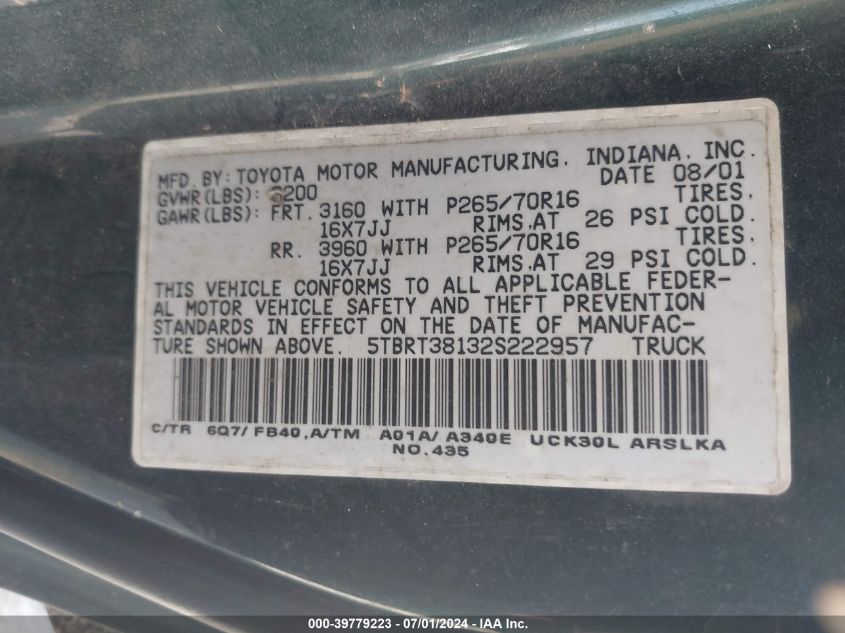 MFD. BY: TOYOTA MOTOR MANUFACTURING, INDIANA, INC.
GVWR(LBS): 6200 DATE 08/01
GAWR(LBS): FRT. 3160 WITH P265/70R16 TIRES,
16X7JJ RIMS,AT 26 PSI COLD.
RR. 3960 WITH P265/70R16 TIRES,
16X7JJ RIMS,AT 29 PSI COLD.
THIS VEHICLE CONFORMS TO ALL APPLICABLE FEDER-
AL MOTOR VEHICLE SAFETY AND THEFT PREVENTION
STANDARDS IN EFFECT ON THE DATE OF MANUFAC-
TURE SHOWN ABOVE. 5TBRT38132S222957 TRUCK
C/TR 6Q7/FB40,A/TM A01A/A340E UCK30L ARSLKA
NO.435
000-39779223 - 07/01/2024 - IAA Inc.